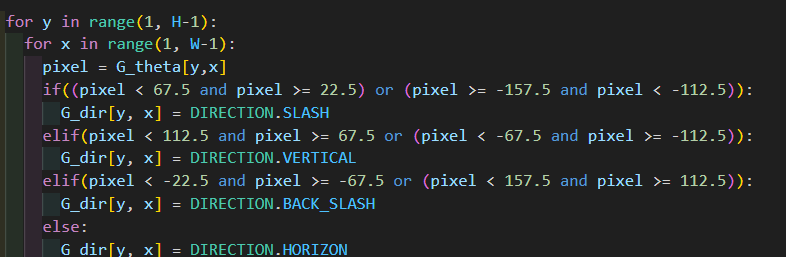 for y in range(1, H-1):
for x in range(1, W-1):
pixel = G_theta[y,x]
if((pixel < 67.5 and pixel >= 22.5) or (pixel >= -157.5 and pixel < -112.5)):
G_dir[y, x] = DIRECTION.SLASH
elif(pixel < 112.5 and pixel >= 67.5 or (pixel < -67.5 and pixel >= -112.5)):
G_dir[y, x] = DIRECTION.VERTICAL
elif(pixel < -22.5 and pixel >= -67.5 or (pixel < 157.5 and pixel >= 112.5)):
G_dir[y, x] = DIRECTION.BACK_SLASH
else:
G_dir[y, x] = DIRECTION.HORIZON